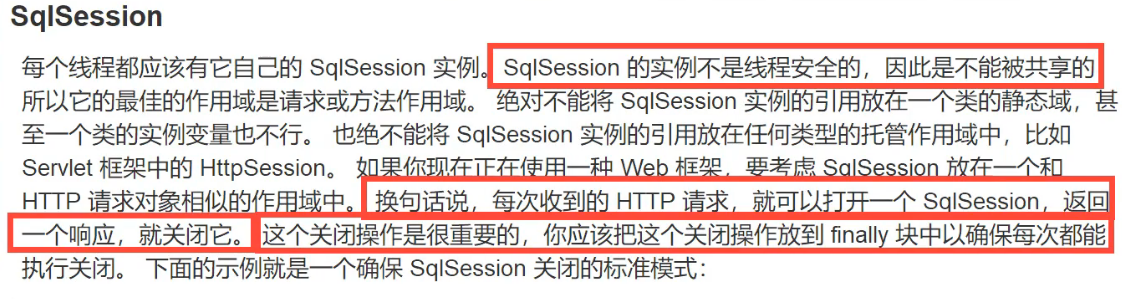 SqlSession
每个线程都应该有它自己的 SqlSession 实例。 SqlSession 的实例不是线程安全的，因此是不能被共享的
所以它的最佳的作用域是请求或方法作用域。 绝对不能将 SqlSession 实例的引用放在一个类的静态域，甚
至一个类的实例变量也不行。 也绝不能将 SqlSession 实例的引用放在任何类型的托管作用域中，比如
Servlet 框架中的 HttpSession。 如果你现在正在使用一种 Web 框架，要考虑 SqlSession 放在一个和
HTTP 请求对象相似的作用域中。 换句话说，每次收到的 HTTP 请求，就可以打开一个 SqlSession，返回
一个响应，就关闭它。 这个关闭操作是很重要的，你应该把这个关闭操作放到 finally 块中以确保每次都能
执行关闭。 下面的示例就是一个确保 SqlSession 关闭的标准模式：